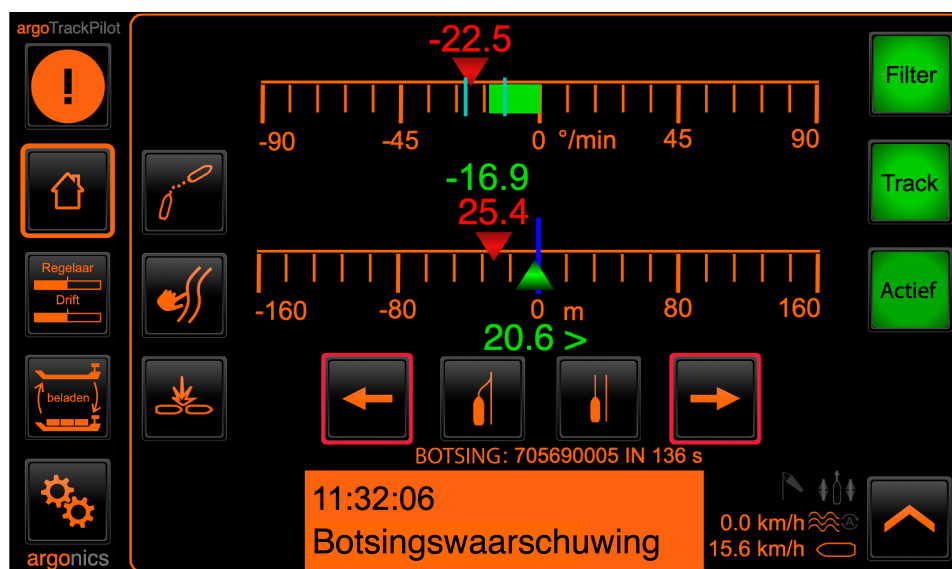 argoTrackPilot
-22.5
-90 -45 0 °/min 45 90
Filter
-16.9
25.4
Track
Regelaar
Drift
-160 -80 0 m 80 160
Actief
20.6 >
beladen
BOTSING: 705690005 IN 136 s
11:32:06
Botsingswaarschuwing
0.0 km/h A
15.6 km/h
argonics